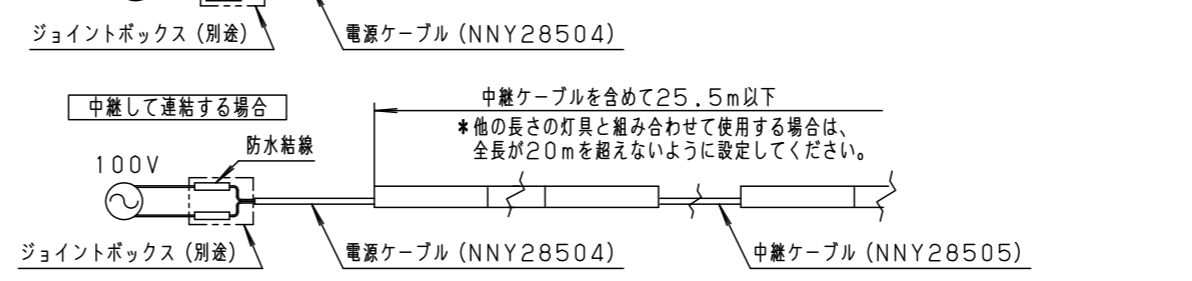 ジョイントボックス(別途)
電源ケーブル(NNY28504)
中継して連結する場合
中継ケーブルを含めて25.5m以下
*他の長さの灯具と組み合わせて使用する場合は、
全長が20mを超えないように設定してください。
防水結線
100V
ジョイントボックス(別途)
電源ケーブル(NNY28504)
中継ケーブル(NNY28505)